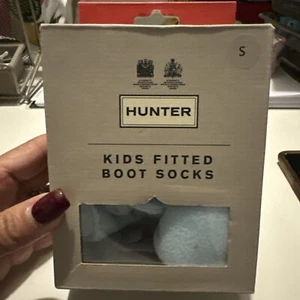 S
HUNTER
KIDS FITTED
BOOT SOCKS